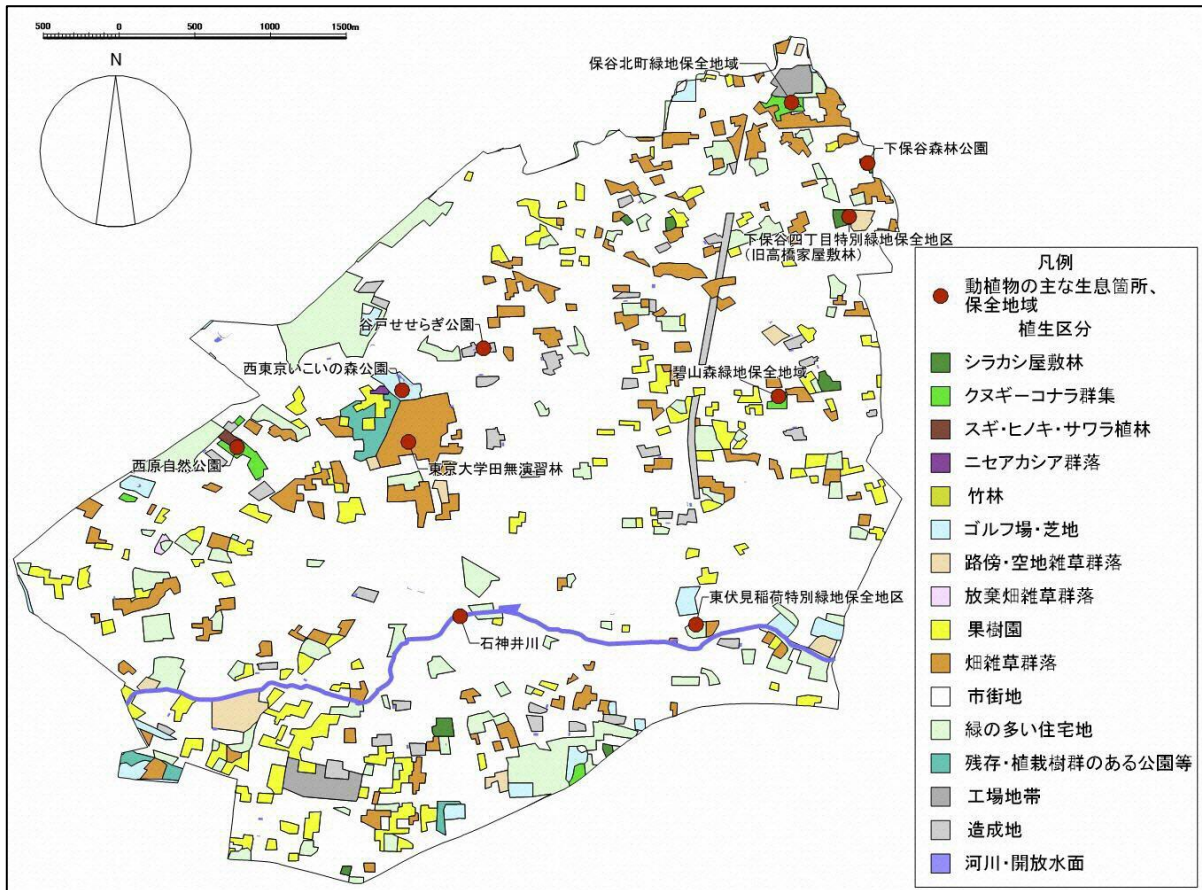 500 0 500 1000 1500m
N
保谷北町緑地保全地域
下保谷森林公園
下保谷四丁目特別緑地保全地区
（旧高橋家屋敷林）
谷戸せせらぎ公園
西東京いこいの森公園
碧山森緑地保全地域
西原自然公園
東京大学田無演習林
東伏見稲荷特別緑地保全地区
石神井川
凡例
動植物の主な生息箇所、
保全地域
植生区分
シラカシ屋敷林
クヌギーコナラ群集
スギ・ヒノキ・サワラ植林
ニセアカシア群落
竹林
ゴルフ場・芝地
路傍・空地雑草群落
放棄畑雑草群落
果樹園
畑雑草群落
市街地
緑の多い住宅地
残存・植栽樹群のある公園等
工場地帯
造成地
河川・開放水面